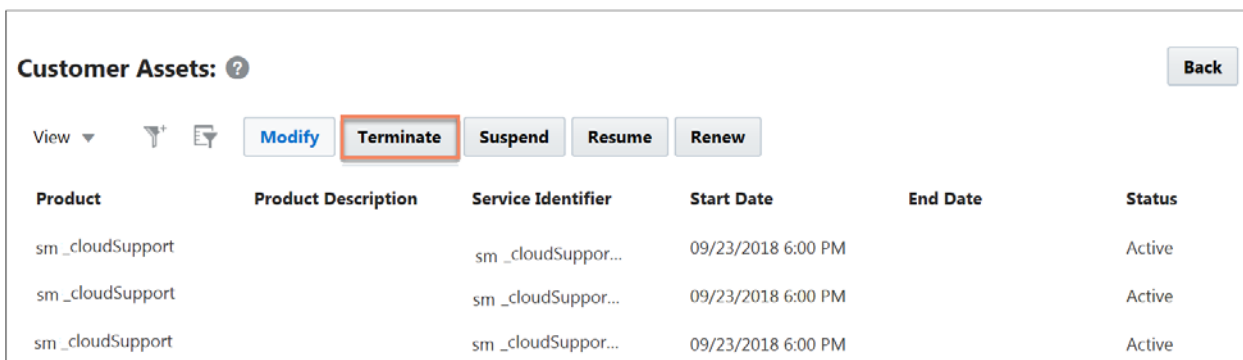 Customer Assets: ?
Back
View Modify Terminate Suspend Resume Renew
Product Product Description Service Identifier Start Date End Date Status
sm _cloudSupport sm _cloudSuppor... 09/23/2018 6:00 PM Active
sm _cloudSupport sm _cloudSuppor... 09/23/2018 6:00 PM Active
sm _cloudSupport sm _cloudSuppor... 09/23/2018 6:00 PM Active